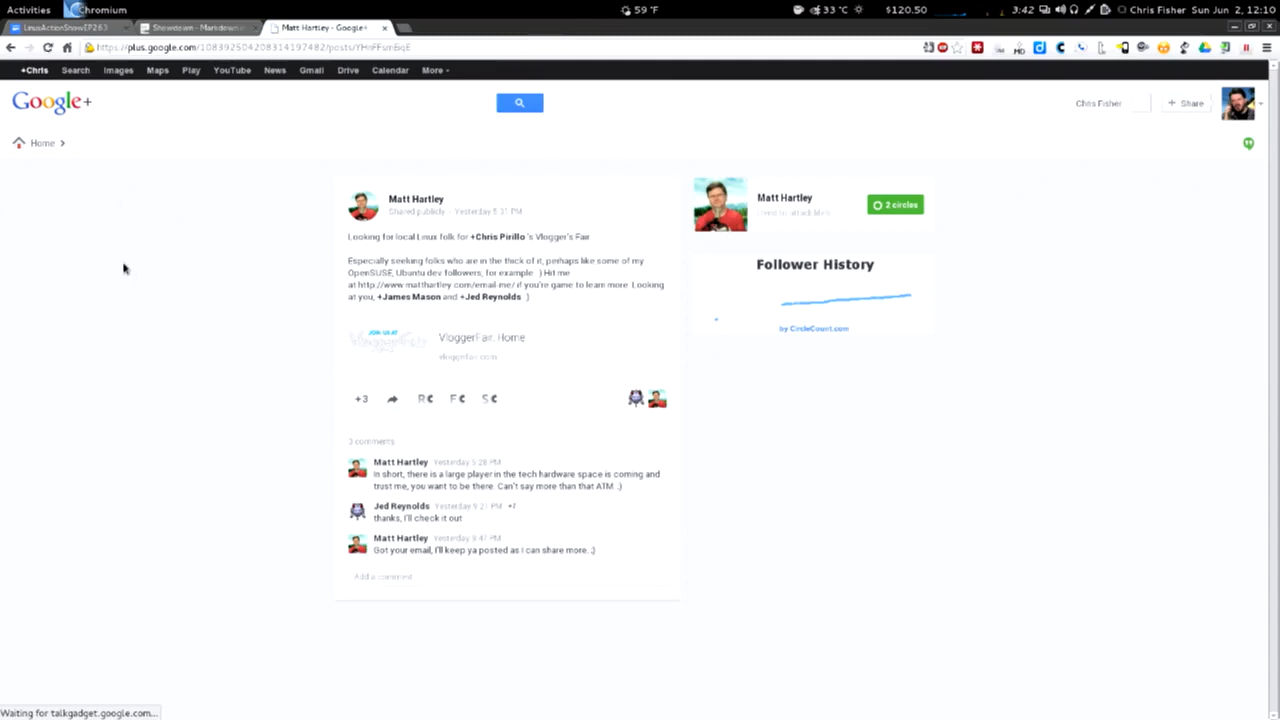 Activities Chromium 59 °F 33 °C $120.50 3:42 Chris Fisher Sun Jun 2, 12:10
LinuxActionShowEP263 Showdown - Markdown Matt Hartley - Google+
https://plus.google.com/108392504208314197482/posts/
+Chris Search Images Maps Play YouTube News Gmail Drive Calendar More
Google+ Chris Fisher + Share
Home
Matt Hartley
Shared publicly - Yesterday 5:31 PM
Looking for local Linux folk for +Chris Pirillo 's Vlogger's Fair
Especially seeking folks who are in the thick of it, perhaps like some of my
OpenSUSE, Ubuntu dev followers, for example :) Hit me
at http://www.matthartley.com/email-me/ if you're game to learn more. Looking
at you, +James Mason and +Jed Reynolds :)
JOIN US AT
VloggerFair. Home
vloggerfair.com
+3
3 comments
Matt Hartley Yesterday 5:28 PM
In short, there is a large player in the tech hardware space is coming and
trust me, you want to be there. Can't say more than that ATM. ;)
Jed Reynolds Yesterday 9:21 PM
thanks, I'll check it out
Matt Hartley Yesterday 9:47 PM
Got your email, I'll keep ya posted as I can share more. ;)
Add a comment
Matt Hartley
2 circles
Follower History
by CircleCount.com
Waiting for talkgadget.google.com...